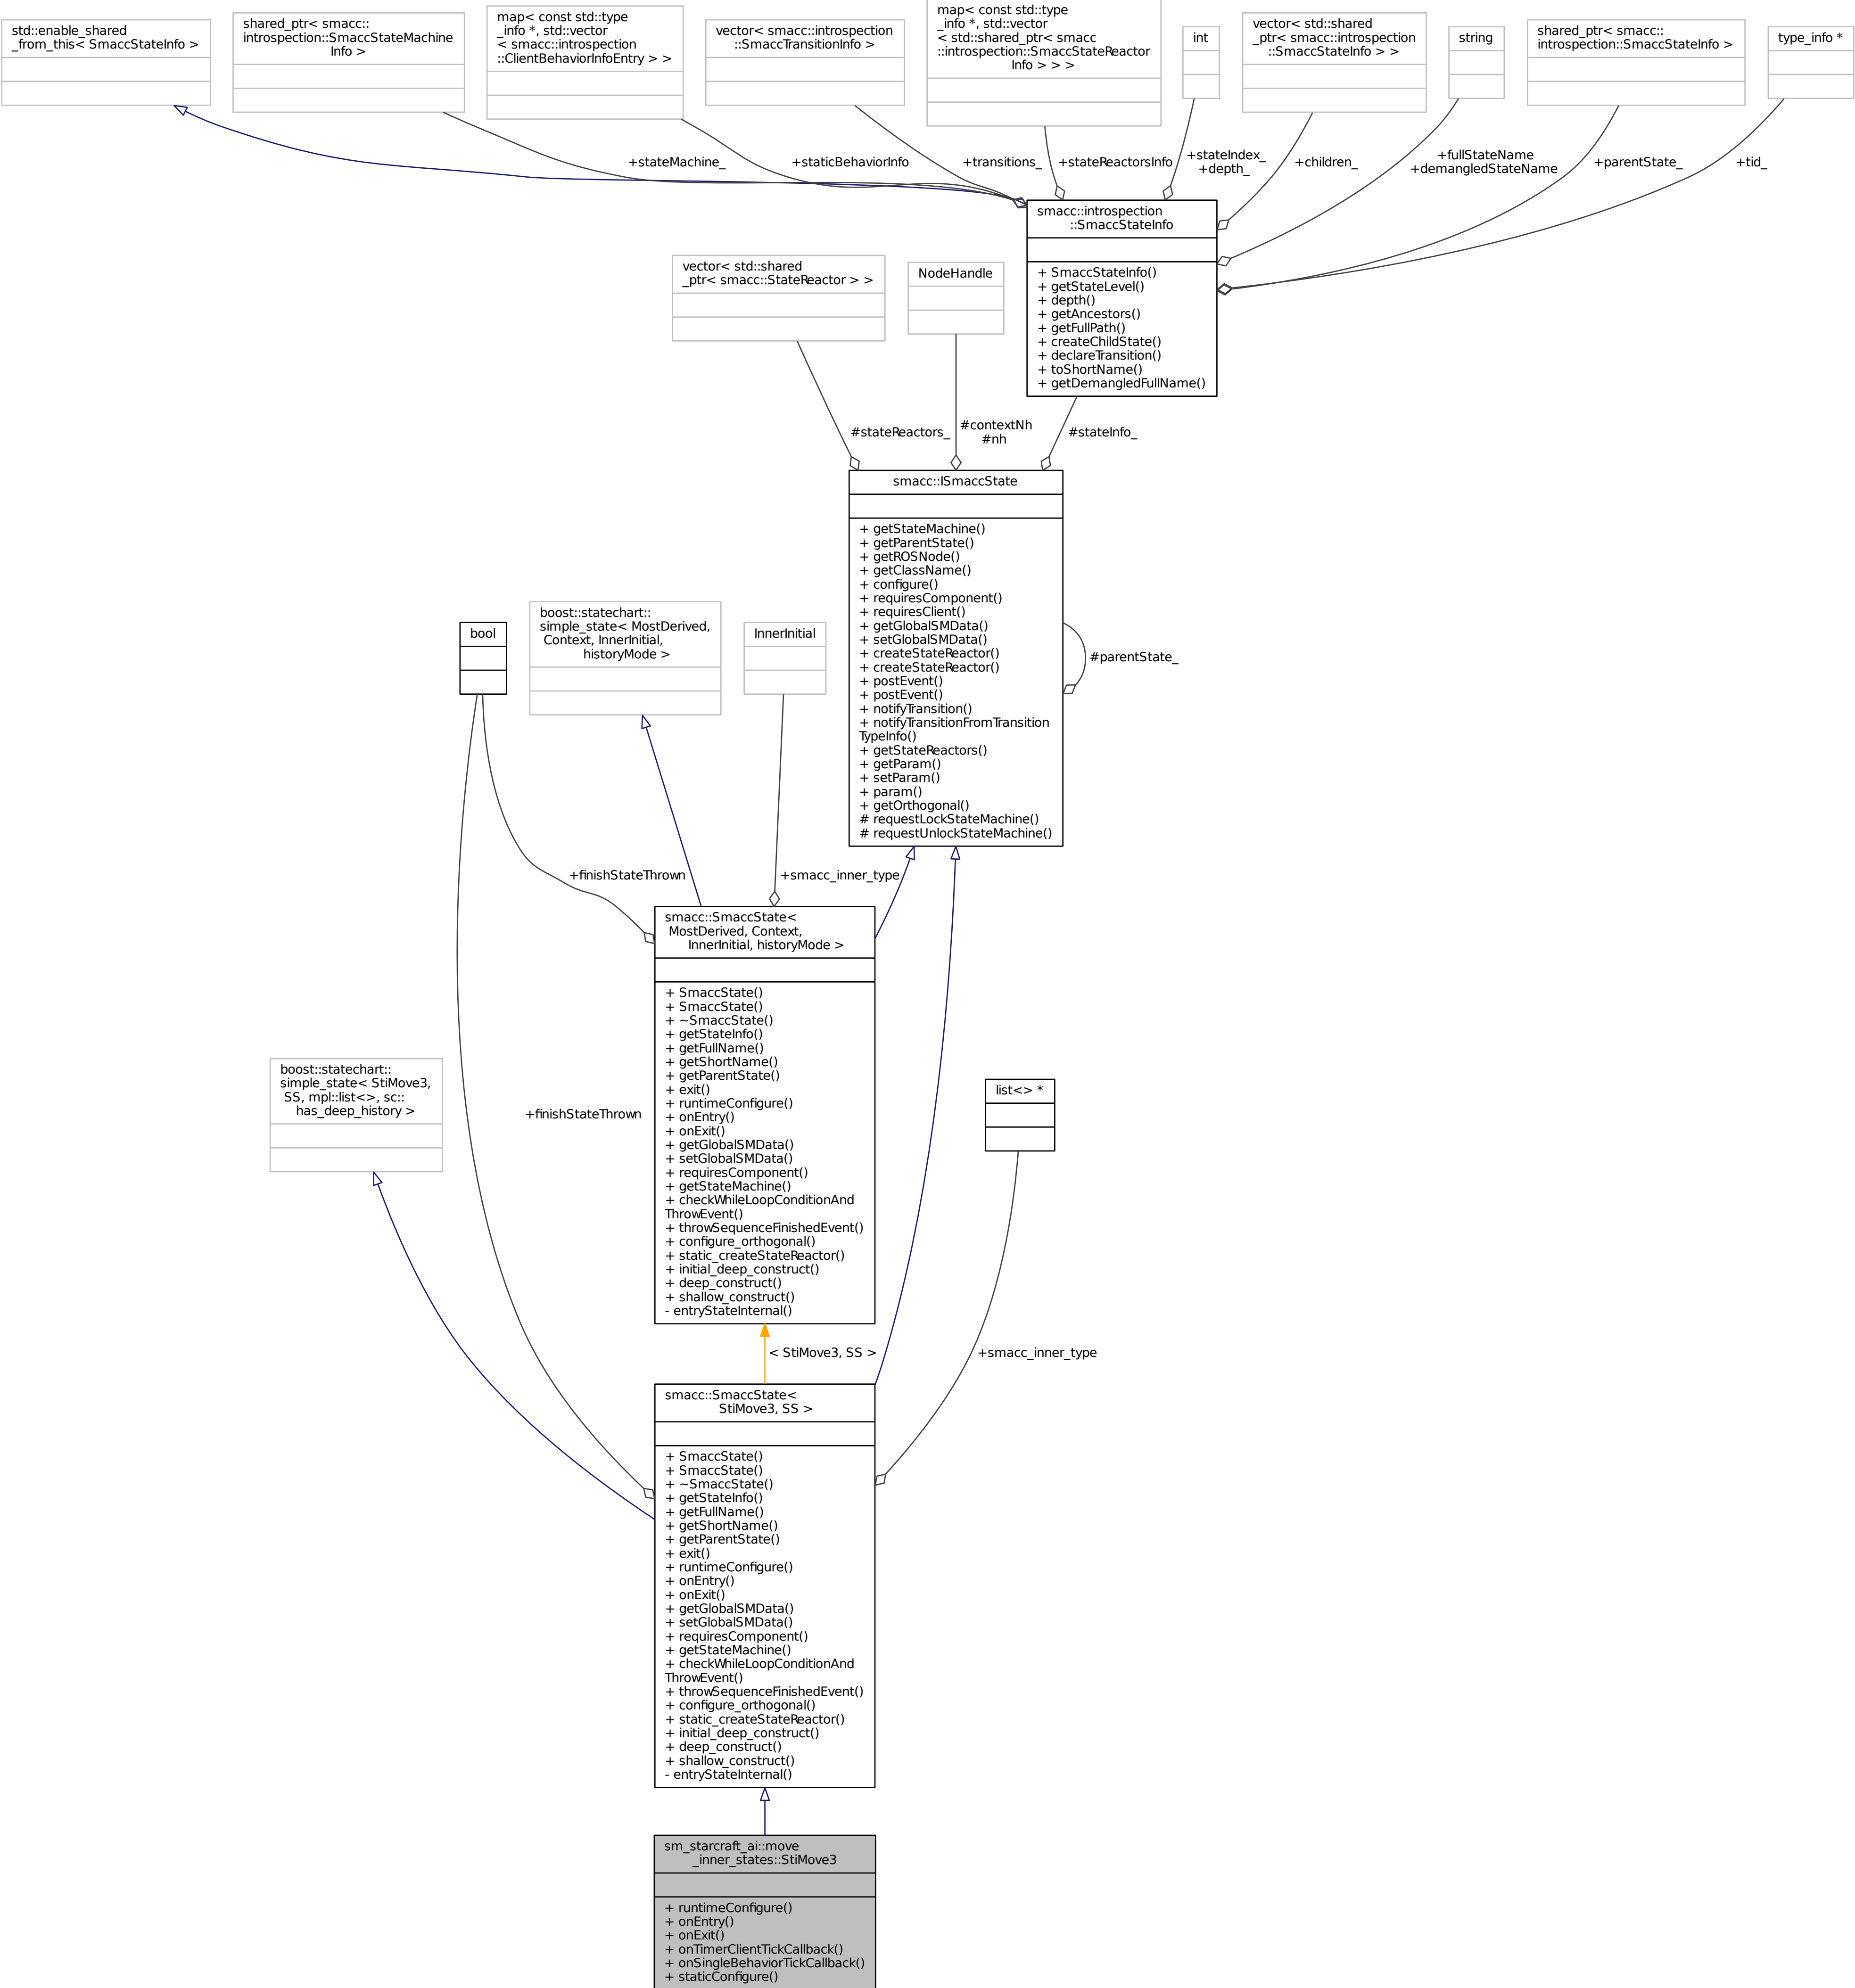 std::enable_shared
_from_this< SmaccStateInfo >
shared_ptr< smacc::
introspection::SmaccStateMachine
Info >
map< const std::type
_info *, std::vector
< smacc::introspection
::ClientBehaviorInfoEntry > >
vector< smacc::introspection
::SmaccTransitionInfo >
map< const std::type
_info *, std::vector
< std::shared_ptr< smacc
::introspection::SmaccStateReactor
Info > > >
int
vector< std::shared
_ptr< smacc::introspection
::SmaccStateInfo > >
string
shared_ptr< smacc::
introspection::SmaccStateInfo >
type_info *
+stateMachine_
+staticBehaviorInfo
+transitions_
+stateReactorsInfo
+stateIndex_
+depth_
+children_
+fullStateName
+demangledStateName
+parentState_
+tid_
smacc::introspection
::SmaccStateInfo
+ SmaccStateInfo()
+ getStateLevel()
+ depth()
+ getAncestors()
+ getFullPath()
+ createChildState()
+ declareTransition()
+ toShortName()
+ getDemangledFullName()
vector< std::shared
_ptr< smacc::StateReactor > >
NodeHandle
#stateReactors_
#contextNh
#nh
#stateInfo_
smacc::ISmaccState
+ getStateMachine()
+ getParentState()
+ getROSNode()
+ getClassName()
+ configure()
+ requiresComponent()
+ requiresClient()
+ getGlobalSMData()
+ setGlobalSMData()
+ createStateReactor()
+ createStateReactor()
+ postEvent()
+ postEvent()
+ notifyTransition()
+ notifyTransitionFromTransition
TypeInfo()
+ getStateReactors()
+ getParam()
+ setParam()
+ param()
+ getOrthogonal()
# requestLockStateMachine()
# requestUnlockStateMachine()
#parentState_
bool
boost::statechart::
simple_state< MostDerived,
Context, InnerInitial,
historyMode >
InnerInitial
+finishStateThrown
+smacc_inner_type
smacc::SmaccState<
MostDerived, Context,
InnerInitial, historyMode >
+ SmaccState()
+ SmaccState()
+ ~SmaccState()
+ getStateInfo()
+ getFullName()
+ getShortName()
+ getParentState()
+ exit()
+ runtimeConfigure()
+ onEntry()
+ onExit()
+ getGlobalSMData()
+ setGlobalSMData()
+ requiresComponent()
+ getStateMachine()
+ checkWhileLoopConditionAnd
ThrowEvent()
+ throwSequenceFinishedEvent()
+ configure_orthogonal()
+ static_createStateReactor()
+ initial_deep_construct()
+ deep_construct()
+ shallow_construct()
- entryStateInternal()
boost::statechart::
simple_state< StiMove3,
SS, mpl::list<>, sc::
has_deep_history >
+finishStateThrown
list<> *
< StiMove3, SS >
+smacc_inner_type
smacc::SmaccState<
StiMove3, SS >
+ SmaccState()
+ SmaccState()
+ ~SmaccState()
+ getStateInfo()
+ getFullName()
+ getShortName()
+ getParentState()
+ exit()
+ runtimeConfigure()
+ onEntry()
+ onExit()
+ getGlobalSMData()
+ setGlobalSMData()
+ requiresComponent()
+ getStateMachine()
+ checkWhileLoopConditionAnd
ThrowEvent()
+ throwSequenceFinishedEvent()
+ configure_orthogonal()
+ static_createStateReactor()
+ initial_deep_construct()
+ deep_construct()
+ shallow_construct()
- entryStateInternal()
sm_starcraft_ai::move
_inner_states::StiMove3
+ runtimeConfigure()
+ onEntry()
+ onExit()
+ onTimerClientTickCallback()
+ onSingleBehaviorTickCallback()
+ staticConfigure()